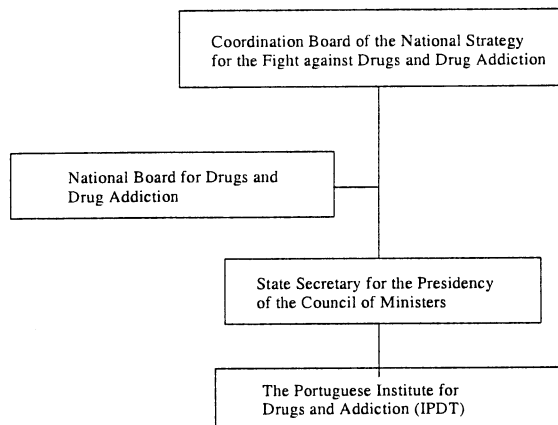 Coordination Board of the National Strategy
for the Fight against Drugs and Drug Addiction
National Board for Drugs and
Drug Addiction
State Secretary for the Presidency
of the Council of Ministers
The Portuguese Institute for
Drugs and Addiction (IPDT)